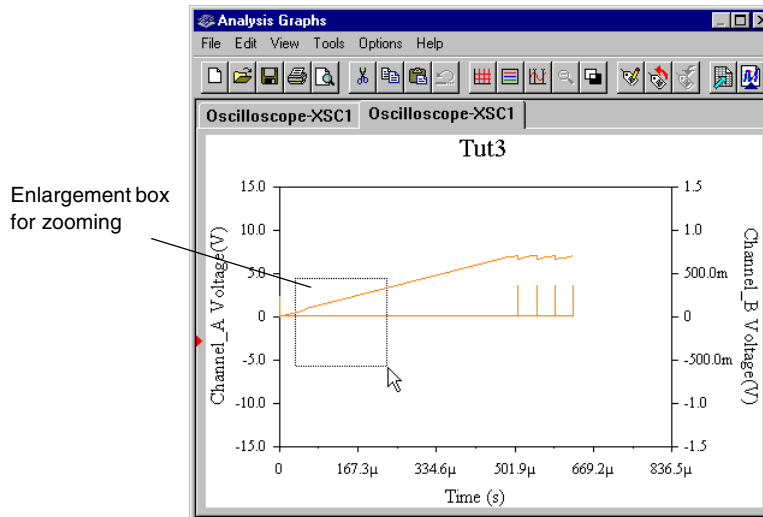 Analysis Graphs
File Edit View Tools Options Help
Oscilloscope-XSC1 Oscilloscope-XSC1
Tut3
Enlargement box
for zooming
Channel_A Voltage(V)
15.0
10.0
5.0
0
-5.0
-10.0
-15.0
1.5
1.0
500.0m
0
-500.0m
-1.0
-1.5
Channel_B Voltage(V)
0 167.3µ 334.6µ 501.9µ 669.2µ 836.5µ
Time (s)